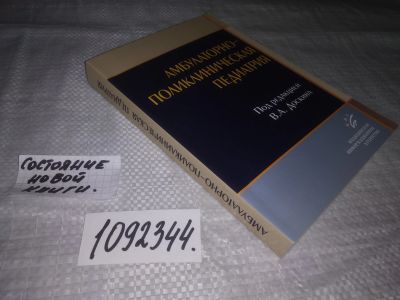 АМБУЛАТОРНО-
ПОЛИКЛИНИЧЕСКАЯ
ПЕДИАТРИЯ
Под редакцией
В.А. Доскина
АМБУЛАТОРНО-ПОЛИКЛИНИЧЕСКАЯ ПЕДИАТРИЯ
СОСТОЯНИЕ
НОВОЙ
КНИГИ.
1092344.